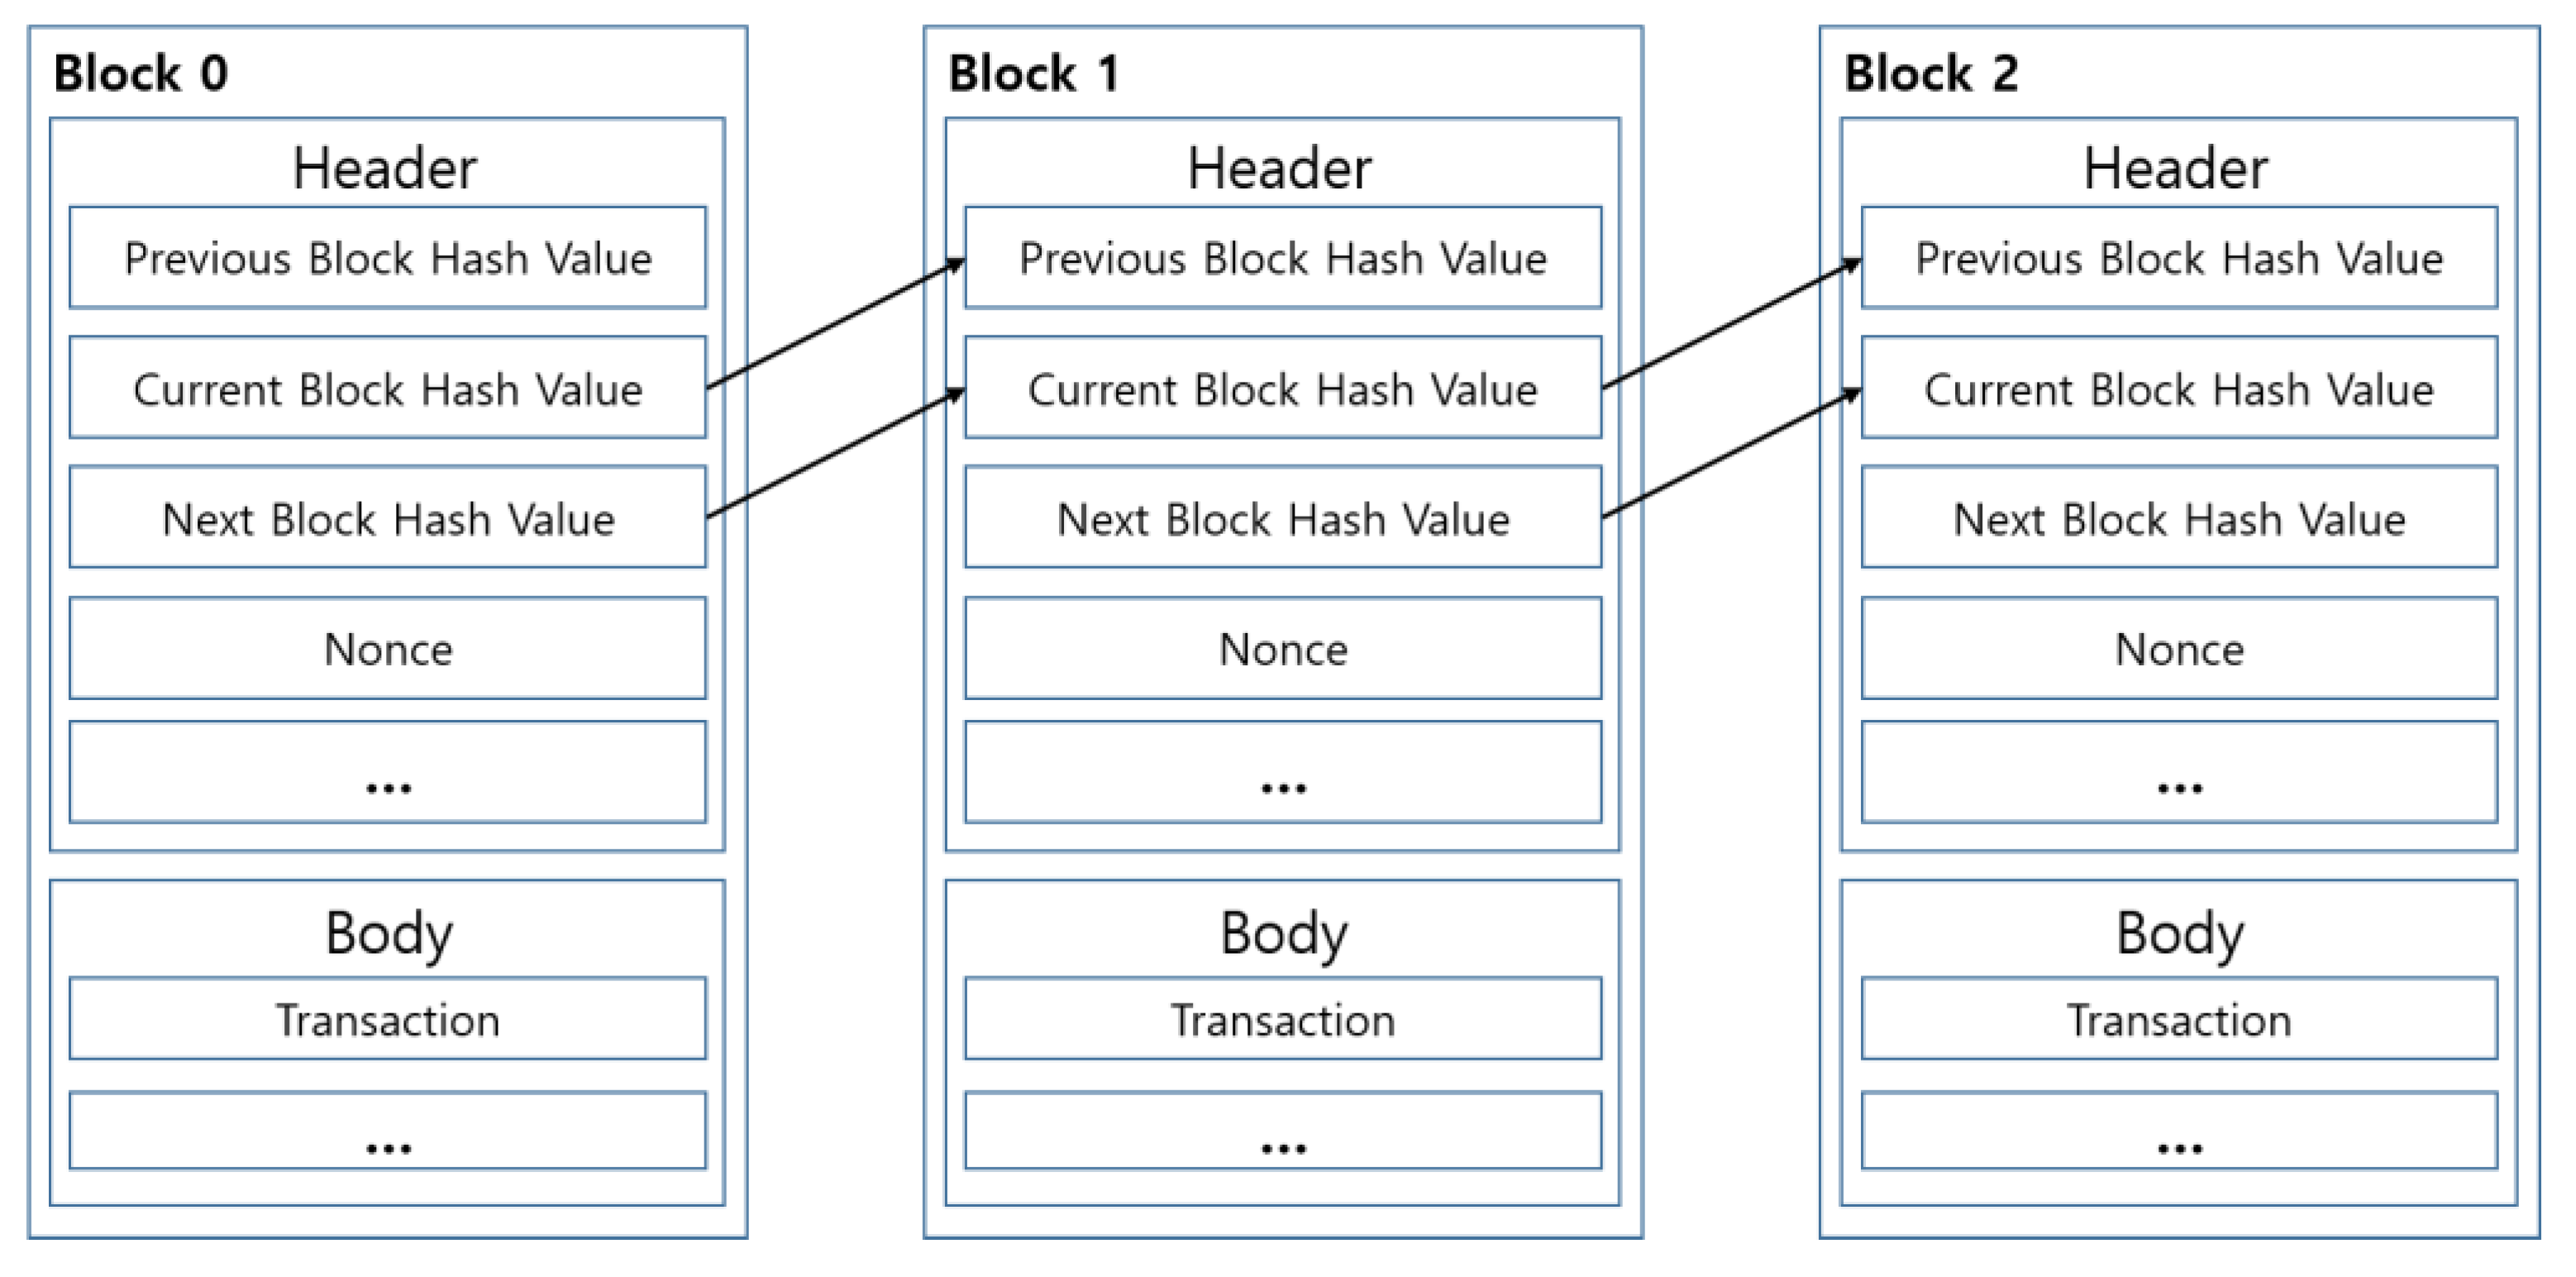 Block 0
Header
Previous Block Hash Value
Current Block Hash Value
Next Block Hash Value
Nonce
...
Body
Transaction
...
Block 1
Header
Previous Block Hash Value
Current Block Hash Value
Next Block Hash Value
Nonce
...
Body
Transaction
...
Block 2
Header
Previous Block Hash Value
Current Block Hash Value
Next Block Hash Value
Nonce
...
Body
Transaction
...